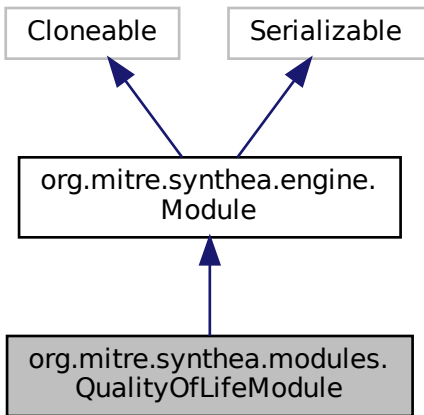 Cloneable
Serializable
org.mitre.synthea.engine.
Module
org.mitre.synthea.modules.
QualityOfLifeModule